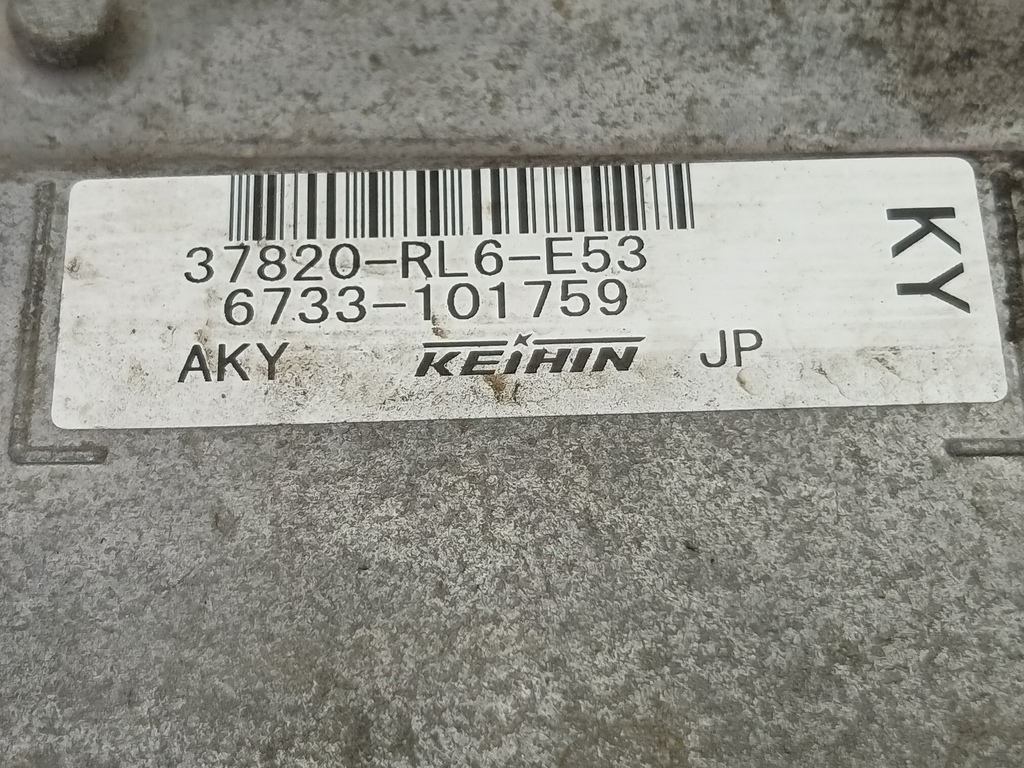 37820-RL6-E53
6733-101759
AKY KEIHIN JP
KY